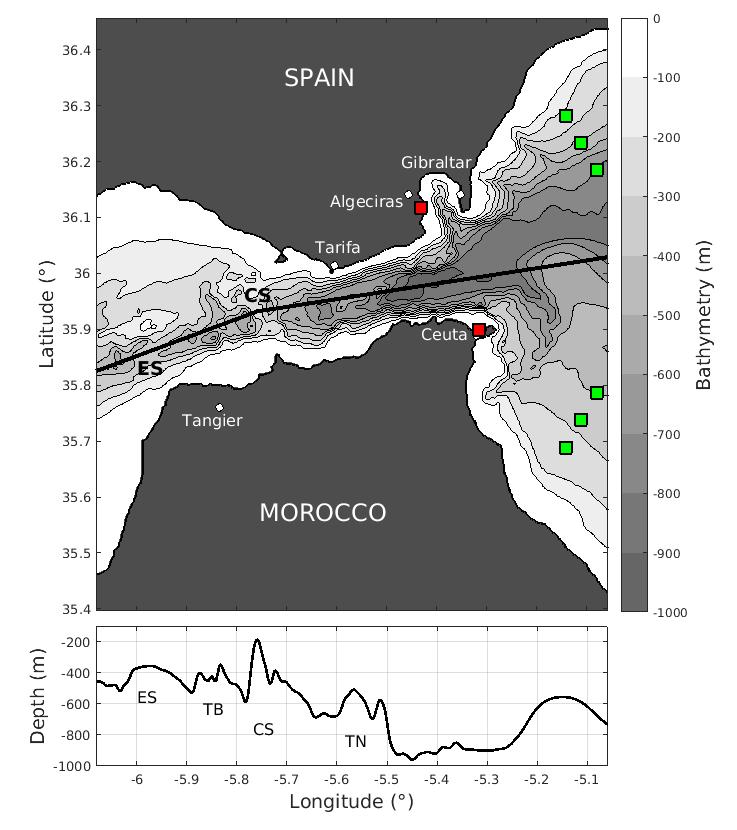 36.4
36.3
36.2
36.1
36
35.9
35.8
35.7
35.6
35.5
35.4
Latitude (°)
SPAIN
Gibraltar
Algeciras
Tarifa
CS
Ceuta
ES
Tangier
MOROCCO
0
-100
-200
-300
-400
-500
-600
-700
-800
-900
-1000
Bathymetry (m)
-200
-400
-600
-800
-1000
Depth (m)
ES
TB
CS
TN
-6 -5.9 -5.8 -5.7 -5.6 -5.5 -5.4 -5.3 -5.2 -5.1
Longitude (°)